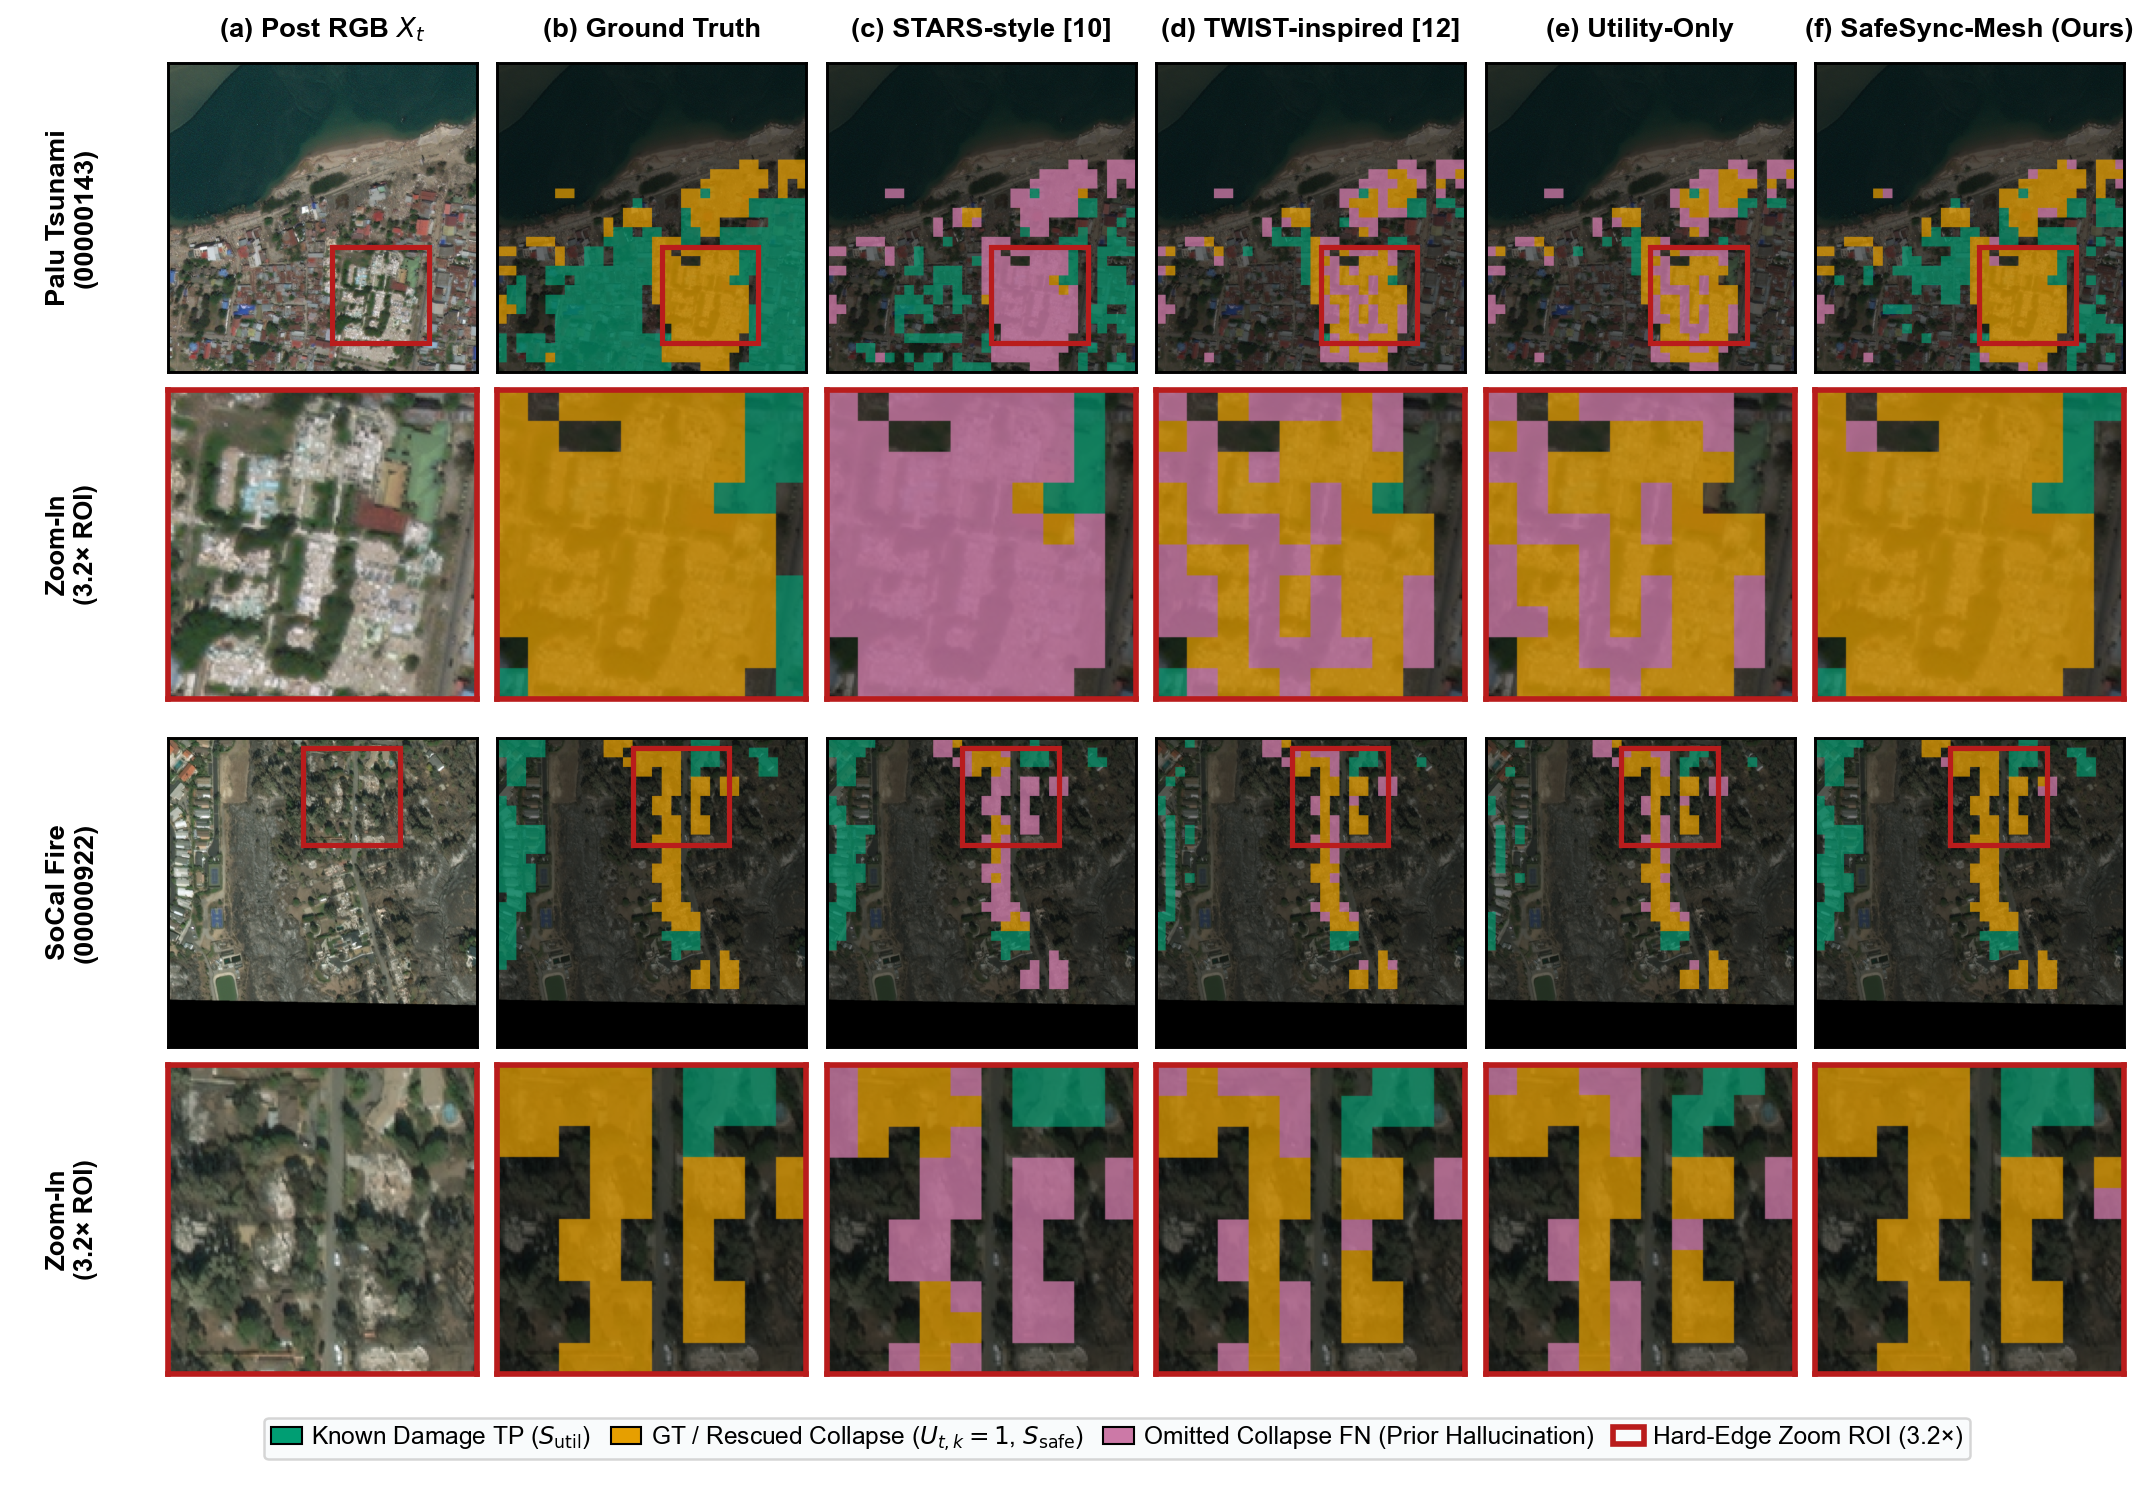 (a) Post RGB Xₜ
(b) Ground Truth
(c) STARS-style [10]
(d) TWIST-inspired [12]
(e) Utility-Only
(f) SafeSync-Mesh (Ours)
Palu Tsunami
(00000143)
Zoom-In
(3.2× ROI)
SoCal Fire
(00000922)
Zoom-In
(3.2× ROI)
Known Damage TP (S_util)
GT / Rescued Collapse (U_{t,k} = 1, S_safe)
Omitted Collapse FN (Prior Hallucination)
Hard-Edge Zoom ROI (3.2×)